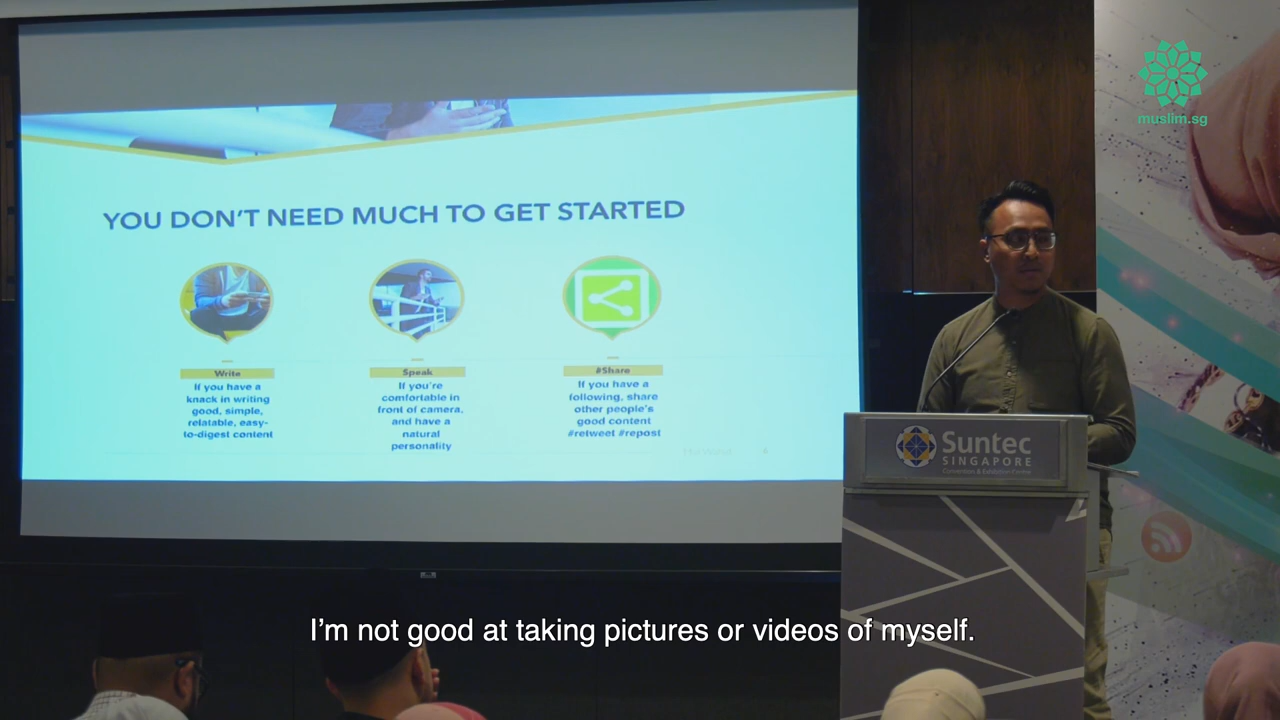 muslim.sg
YOU DON'T NEED MUCH TO GET STARTED
Write
If you have a
knack in writing
good, simple,
relatable, easy-
to-digest content
Speak
If you're
comfortable in
front of camera,
and have a
natural
personality
#Share
If you have a
following, share
other people's
good content
#retweet #repost
Suntec
SINGAPORE
Convention & Exhibition Centre
I'm not good at taking pictures or videos of myself.